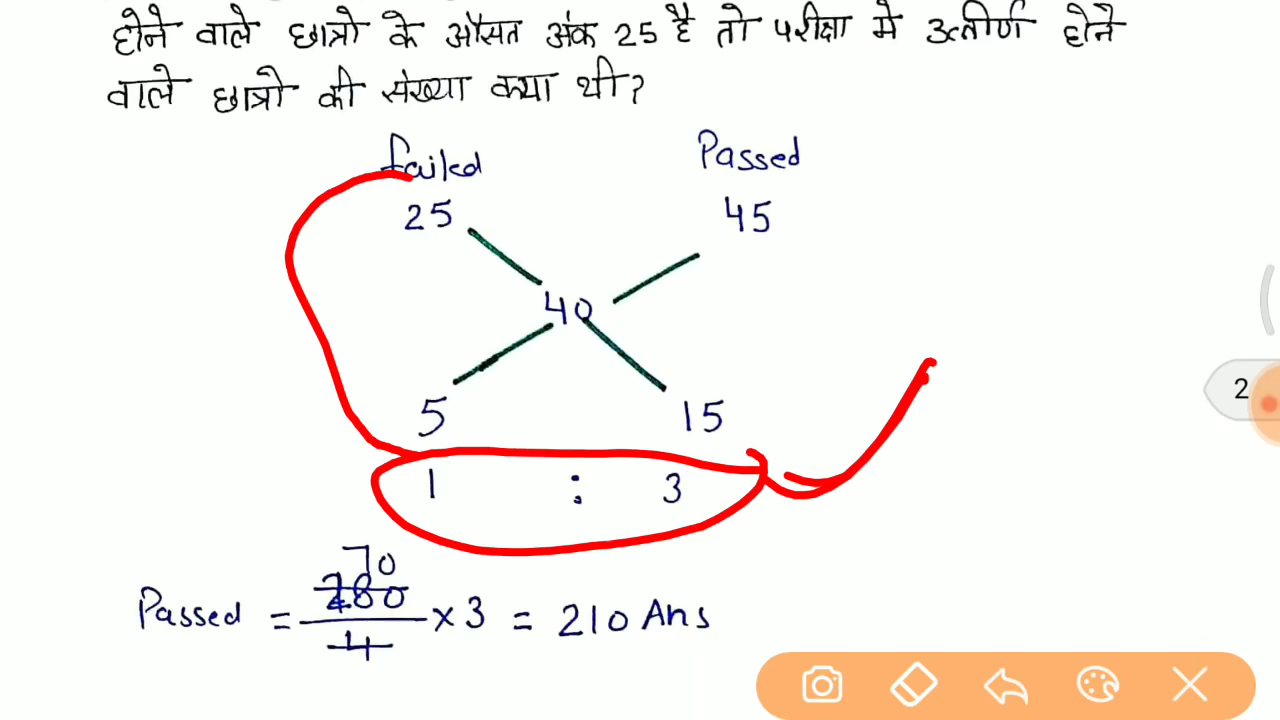 होने वाले छात्रो के औसत अंक 25 है तो परीक्षा मे उत्तीर्ण होने
वाले छात्रो की संख्या क्या थी?
failed Passed
25 45
40
5 15
1 : 3
70
Passed = 280/4 × 3 = 210 Ans
2